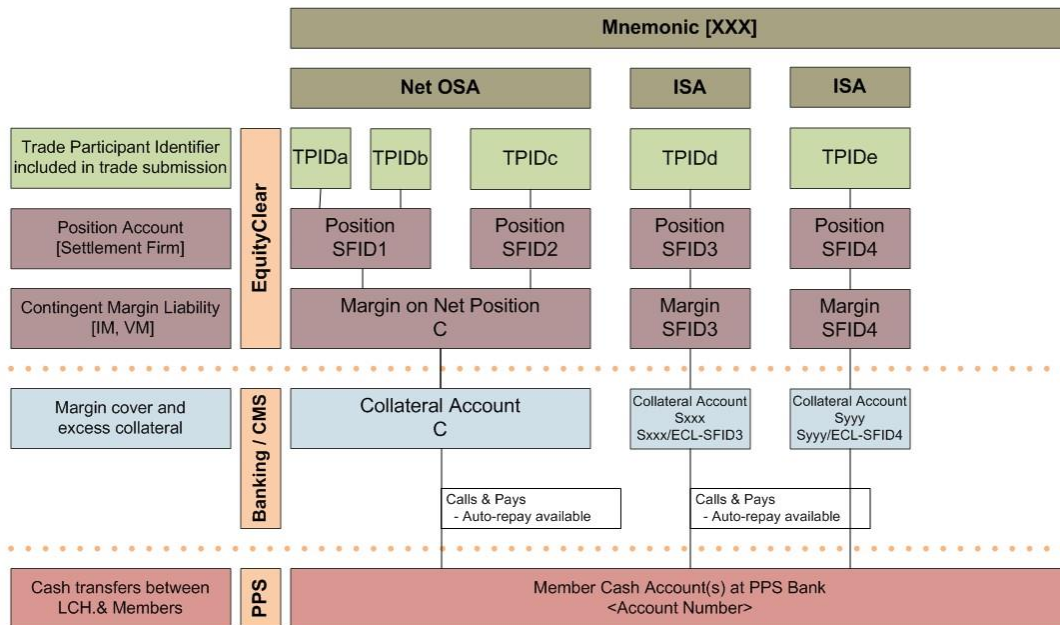 Mnemonic [XXX]
Net OSA
ISA
ISA
Trade Participant Identifier
included in trade submission
EquityClear
TPIDa
TPIDb
TPIDc
TPIDd
TPIDe
Position Account
[Settlement Firm]
Position
SFID1
Position
SFID2
Position
SFID3
Position
SFID4
Contingent Margin Liability
[IM, VM]
Margin on Net Position
C
Margin
SFID3
Margin
SFID4
Margin cover and
excess collateral
Banking / CMS
Collateral Account
C
Collateral Account
Sxxx
Sxxx/ECL-SFID3
Collateral Account
Syyy
Syyy/ECL-SFID4
Calls & Pays
- Auto-repay available
Calls & Pays
- Auto-repay available
Cash transfers between
LCH.& Members
PPS
Member Cash Account(s) at PPS Bank
<Account Number>